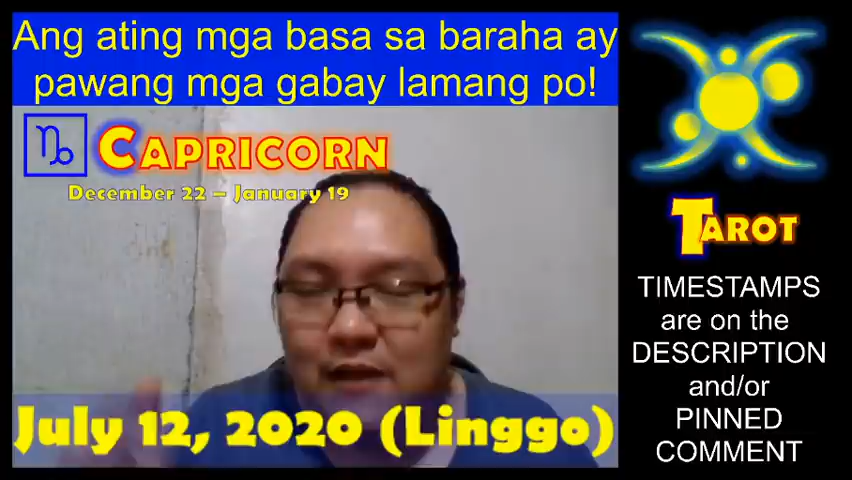 Ang ating mga basa sa baraha ay
pawang mga gabay lamang po!
CAPRICORN
December 22 – January 19
July 12, 2020 (Linggo)
TAROT
TIMESTAMPS
are on the
DESCRIPTION
and/or
PINNED
COMMENT